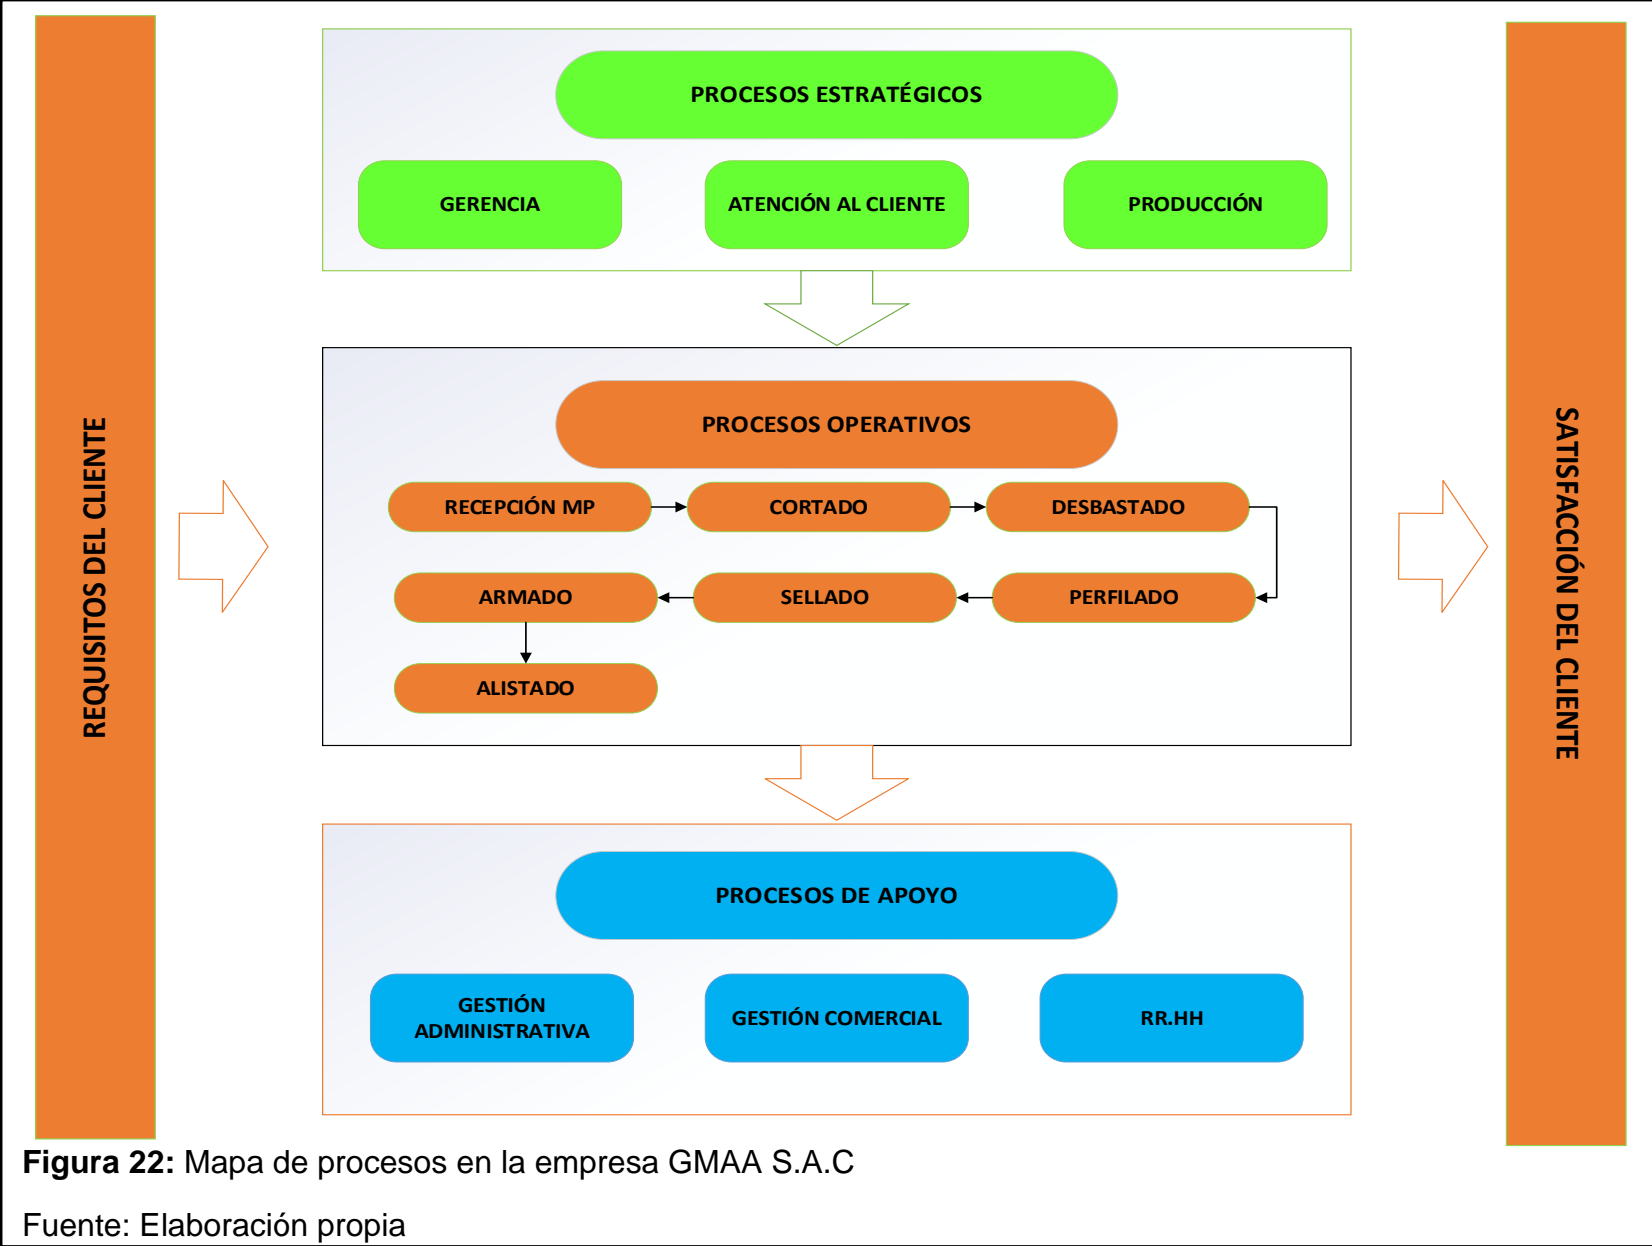 REQUISITOS DEL CLIENTE
PROCESOS ESTRATÉGICOS
GERENCIA
ATENCIÓN AL CLIENTE
PRODUCCIÓN
PROCESOS OPERATIVOS
RECEPCIÓN MP
CORTADO
DESBASTADO
ARMADO
SELLADO
PERFILADO
ALISTADO
PROCESOS DE APOYO
GESTIÓN
ADMINISTRATIVA
GESTIÓN COMERCIAL
RR.HH
SATISFACCIÓN DEL CLIENTE
Figura 22: Mapa de procesos en la empresa GMAA S.A.C
Fuente: Elaboración propia